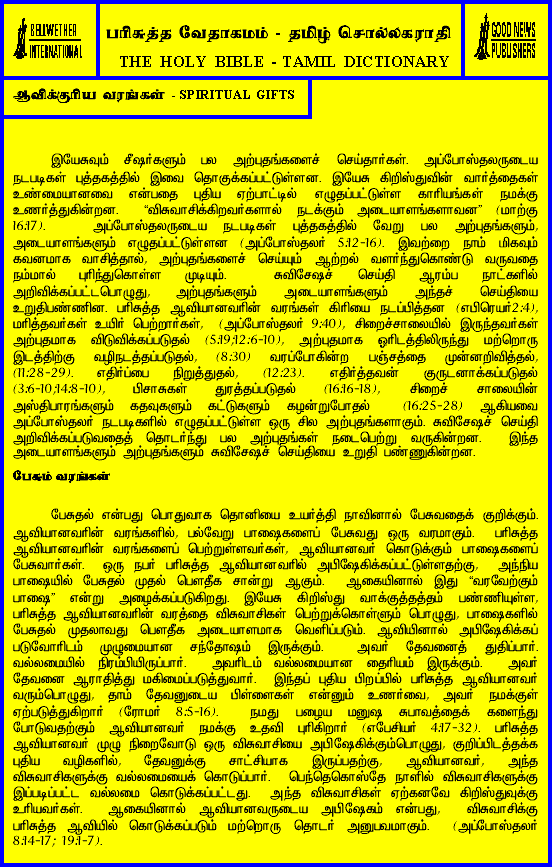 BELLWETHER
INTERNATIONAL
பரிசுத்த வேதாகமம் - தமிழ் சொல்லகராதி
THE HOLY BIBLE - TAMIL DICTIONARY
GOOD NEWS
PUBLISHERS
ஆவிக்குரிய வரங்கள் - SPIRITUAL GIFTS
இயேசுவும் சீஷர்களும் பல அற்புதங்களைச் செய்தார்கள். அப்போஸ்தலருடைய
நடபடிகள் புத்தகத்தில் இவை தொகுக்கப்பட்டுள்ளன. இயேசு கிறிஸ்துவின் வார்த்தைகள்
உண்மையானவை என்பதை புதிய ஏற்பாட்டில் எழுதப்பட்டுள்ள காரியங்கள் நமக்கு
உணர்த்துகின்றன. “விசுவாசிக்கிறவர்களால் நடக்கும் அடையாளங்களாவன” (மாற்கு
16:17). அப்போஸ்தலருடைய நடபடிகள் புத்தகத்தில் வேறு பல அற்புதங்களும்,
அடையாளங்களும் எழுதப்பட்டுள்ளன (அப்போஸ்தலர் 5:12-16). இவற்றை நாம் மிகவும்
கவனமாக வாசித்தால், அற்புதங்களைச் செய்யும் ஆற்றல் வளர்ந்துகொண்டு வருவதை
நம்மால் புரிந்துகொள்ள முடியும். சுவிசேஷச் செய்தி ஆரம்ப நாட்களில்
அறிவிக்கப்பட்டபொழுது, அற்புதங்களும் அடையாளங்களும் அந்தச் செய்தியை
உறுதிபண்ணின. பரிசுத்த ஆவியானவரின் வரங்கள் கிரியை நடப்பித்தன (எபிரெயர்2:4),
மரித்தவர்கள் உயிர் பெற்றார்கள், (அப்போஸ்தலர் 9:40), சிறைச்சாலையில் இருந்தவர்கள்
அற்புதமாக விடுவிக்கப்படுதல் (5:19,12:6-10), அற்புதமாக ஓரிடத்திலிருந்து மற்றொரு
இடத்திற்கு வழிநடத்தப்படுதல், (8:30) வரப்போகின்ற பஞ்சத்தை முன்னறிவித்தல்,
(11:28-29). எதிர்ப்பை நிறுத்துதல், (12:23). எதிர்த்தவன் குருடனாக்கப்படுதல்
(3:6-10,14:8-10), பிசாசுகள் துரத்தப்படுதல் (16:16-18), சிறைச் சாலையின்
அஸ்திபாரங்களும் கதவுகளும் கட்டுகளும் கழன்றுபோதல் (16:25-28) ஆகியவை
அப்போஸ்தலர் நடபடிகளில் எழுதப்பட்டுள்ள ஒரு சில அற்புதங்களாகும். சுவிசேஷச் செய்தி
அறிவிக்கப்படுவதைத் தொடர்ந்து பல அற்புதங்கள் நடைபெற்று வருகின்றன. இந்த
அடையாளங்களும் அற்புதங்களும் சுவிசேஷச் செய்தியை உறுதி பண்ணுகின்றன.
பேசும் வரங்கள்
பேசுதல் என்பது பொதுவாக தொனியை உயர்த்தி நாவினால் பேசுவதைக் குறிக்கும்.
ஆவியானவரின் வரங்களில், பல்வேறு பாஷைகளைப் பேசுவது ஒரு வரமாகும். பரிசுத்த
ஆவியானவரின் வரங்களைப் பெற்றுள்ளவர்கள், ஆவியானவர் கொடுக்கும் பாஷைகளைப்
பேசுவார்கள். ஒரு நபர் பரிசுத்த ஆவியானவரில் அபிஷேகிக்கப்பட்டுள்ளதற்கு, அந்நிய
பாஷையில் பேசுதல் முதல் பௌதீக சான்று ஆகும். ஆகையினால் இது “வரவேற்கும்
பாஷை” என்று அழைக்கப்படுகிறது. இயேசு கிறிஸ்து வாக்குத்தத்தம் பண்ணியுள்ள,
பரிசுத்த ஆவியானவரின் வரத்தை விசுவாசிகள் பெற்றுக்கொள்ளும் பொழுது, பாஷைகளில்
பேசுதல் முதலாவது பௌதீக அடையாளமாக வெளிப்படும். ஆவியினால் அபிஷேகிக்கப்
படுவோரிடம் முழுமையான சந்தோஷம் இருக்கும். அவர் தேவனைத் துதிப்பார்.
வல்லமையில் நிரம்பியிருப்பார். அவரிடம் வல்லமையான தைரியம் இருக்கும். அவர்
தேவனை ஆராதித்து மகிமைப்படுத்துவார். இந்தப் புதிய பிறப்பில் பரிசுத்த ஆவியானவர்
வரும்பொழுது, தாம் தேவனுடைய பிள்ளைகள் என்னும் உணர்வை, அவர் நமக்குள்
ஏற்படுத்துகிறார் (ரோமர் 8:5-16). நமது பழைய மனுஷ சுபாவத்தைக் களைந்து
போடுவதற்கும் ஆவியானவர் நமக்கு உதவி புரிகிறார் (எபேசியர் 4:17-32). பரிசுத்த
ஆவியானவர் முழு நிறைவோடு ஒரு விசுவாசியை அபிஷேகிக்கும்பொழுது, குறிப்பிடத்தக்க
புதிய வழிகளில், தேவனுக்கு சாட்சியாக இருப்பதற்கு, ஆவியானவர், அந்த
விசுவாசிகளுக்கு வல்லமையைக் கொடுப்பார். பெந்தெகொஸ்தே நாளில் விசுவாசிகளுக்கு
இப்படிப்பட்ட வல்லமை கொடுக்கப்பட்டது. அந்த விசுவாசிகள் ஏற்கனவே கிறிஸ்துவுக்கு
உரியவர்கள். ஆகையினால் ஆவியானவருடைய அபிஷேகம் என்பது, விசுவாசிக்கு
பரிசுத்த ஆவியில் கொடுக்கப்படும் மற்றொரு தொடர் அனுபவமாகும். (அப்போஸ்தலர்
8:14-17; 19:1-7).